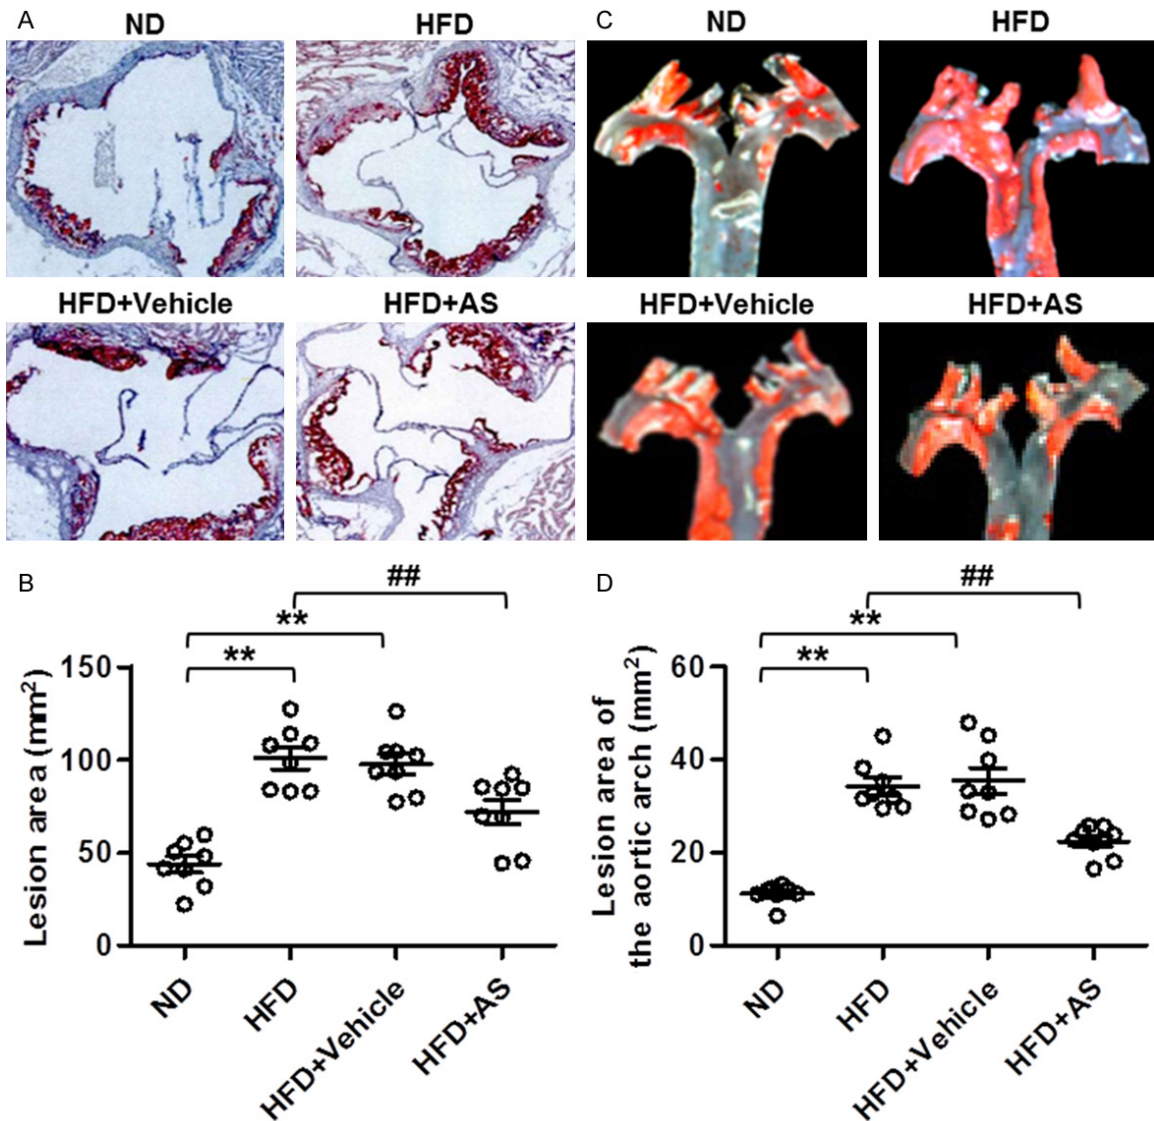 A
ND
HFD
HFD+Vehicle
HFD+AS
C
ND
HFD
HFD+Vehicle
HFD+AS
B
##
**
**
Lesion area (mm²)
150
100
50
0
ND
HFD
HFD+Vehicle
HFD+AS
D
##
**
**
Lesion area of
the aortic arch (mm²)
60
40
20
0
ND
HFD
HFD+Vehicle
HFD+AS